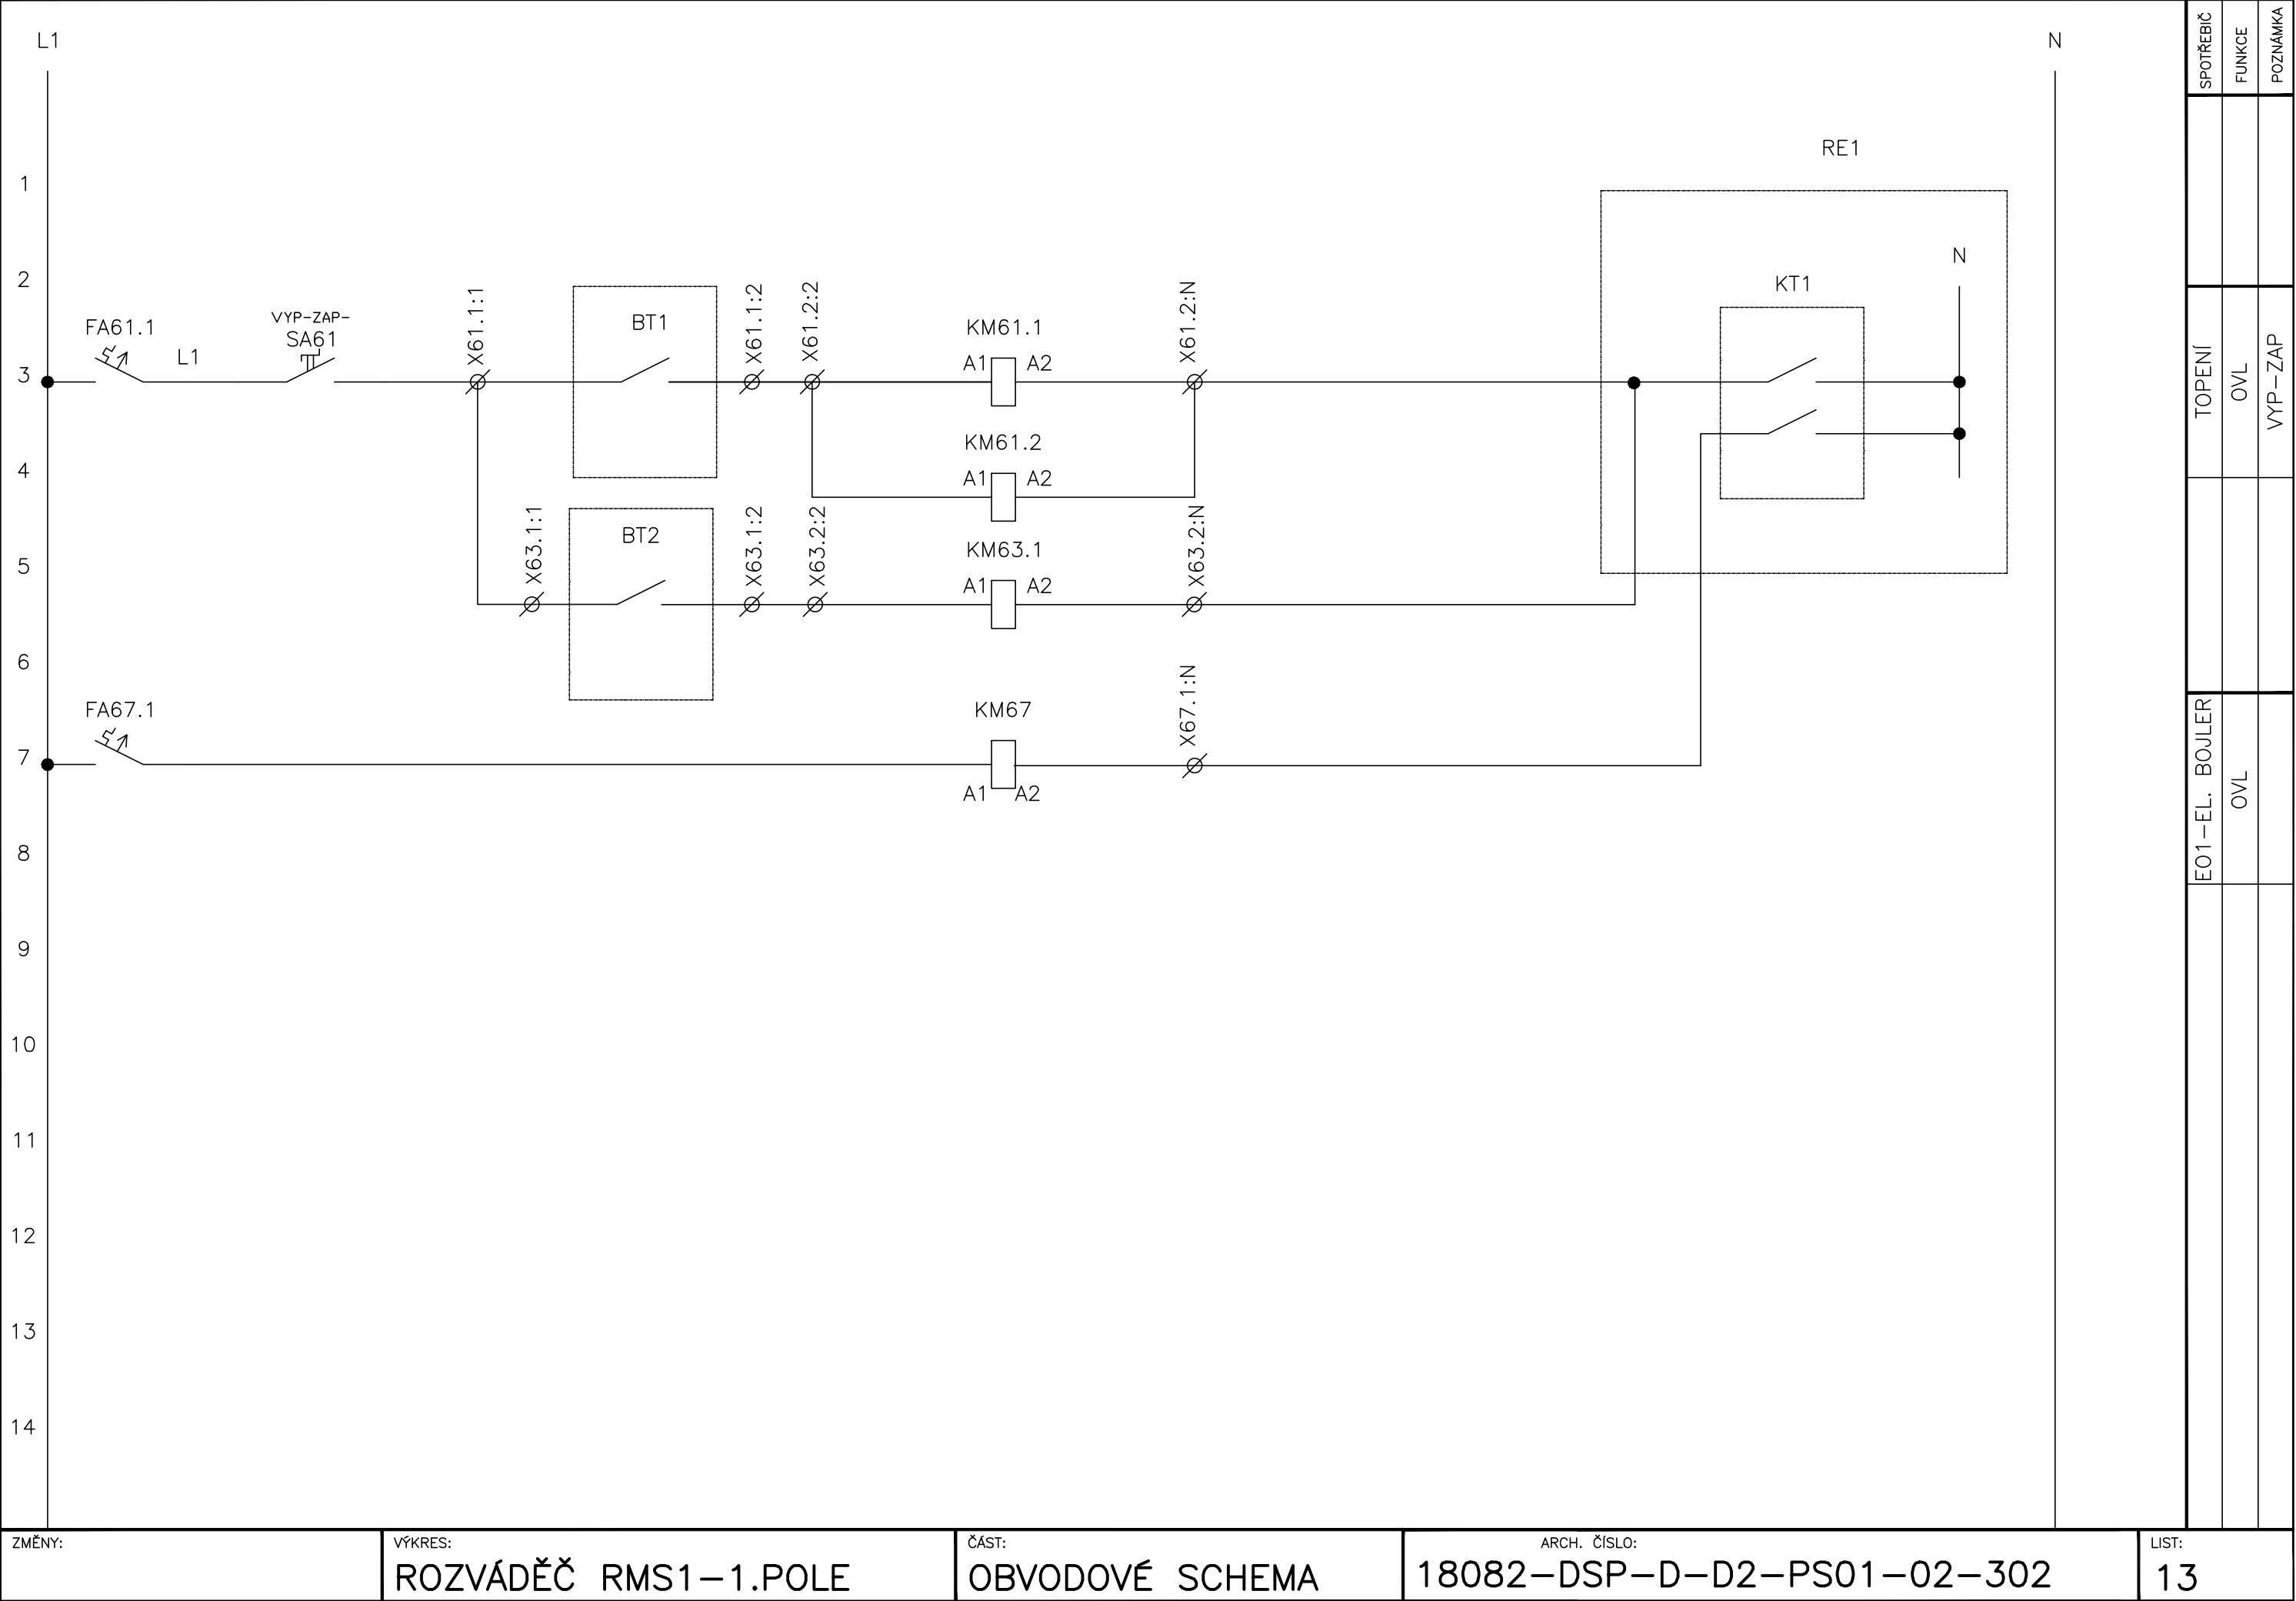 L1
N
SPOTŘEBIČ
FUNKCE
POZNÁMKA
RE1
1
N
2
KT1
X61.1:1
X61.1:2
X61.2:2
X61.2:N
VYP-ZAP-
FA61.1
SA61
BT1
KM61.1
L1
A1
A2
3
TOPENÍ
OVL
VYP-ZAP
KM61.2
4
A1
A2
X63.1:1
X63.1:2
X63.2:2
X63.2:N
BT2
KM63.1
5
A1
A2
6
X67.1:N
FA67.1
KM67
7
A1
A2
E01-EL. BOJLER
OVL
8
9
10
11
12
13
14
ZMĚNY:
VÝKRES:
ROZVÁDĚČ RMS1-1.POLE
ČÁST:
OBVODOVÉ SCHEMA
ARCH. ČÍSLO:
18082-DSP-D-D2-PS01-02-302
LIST:
13